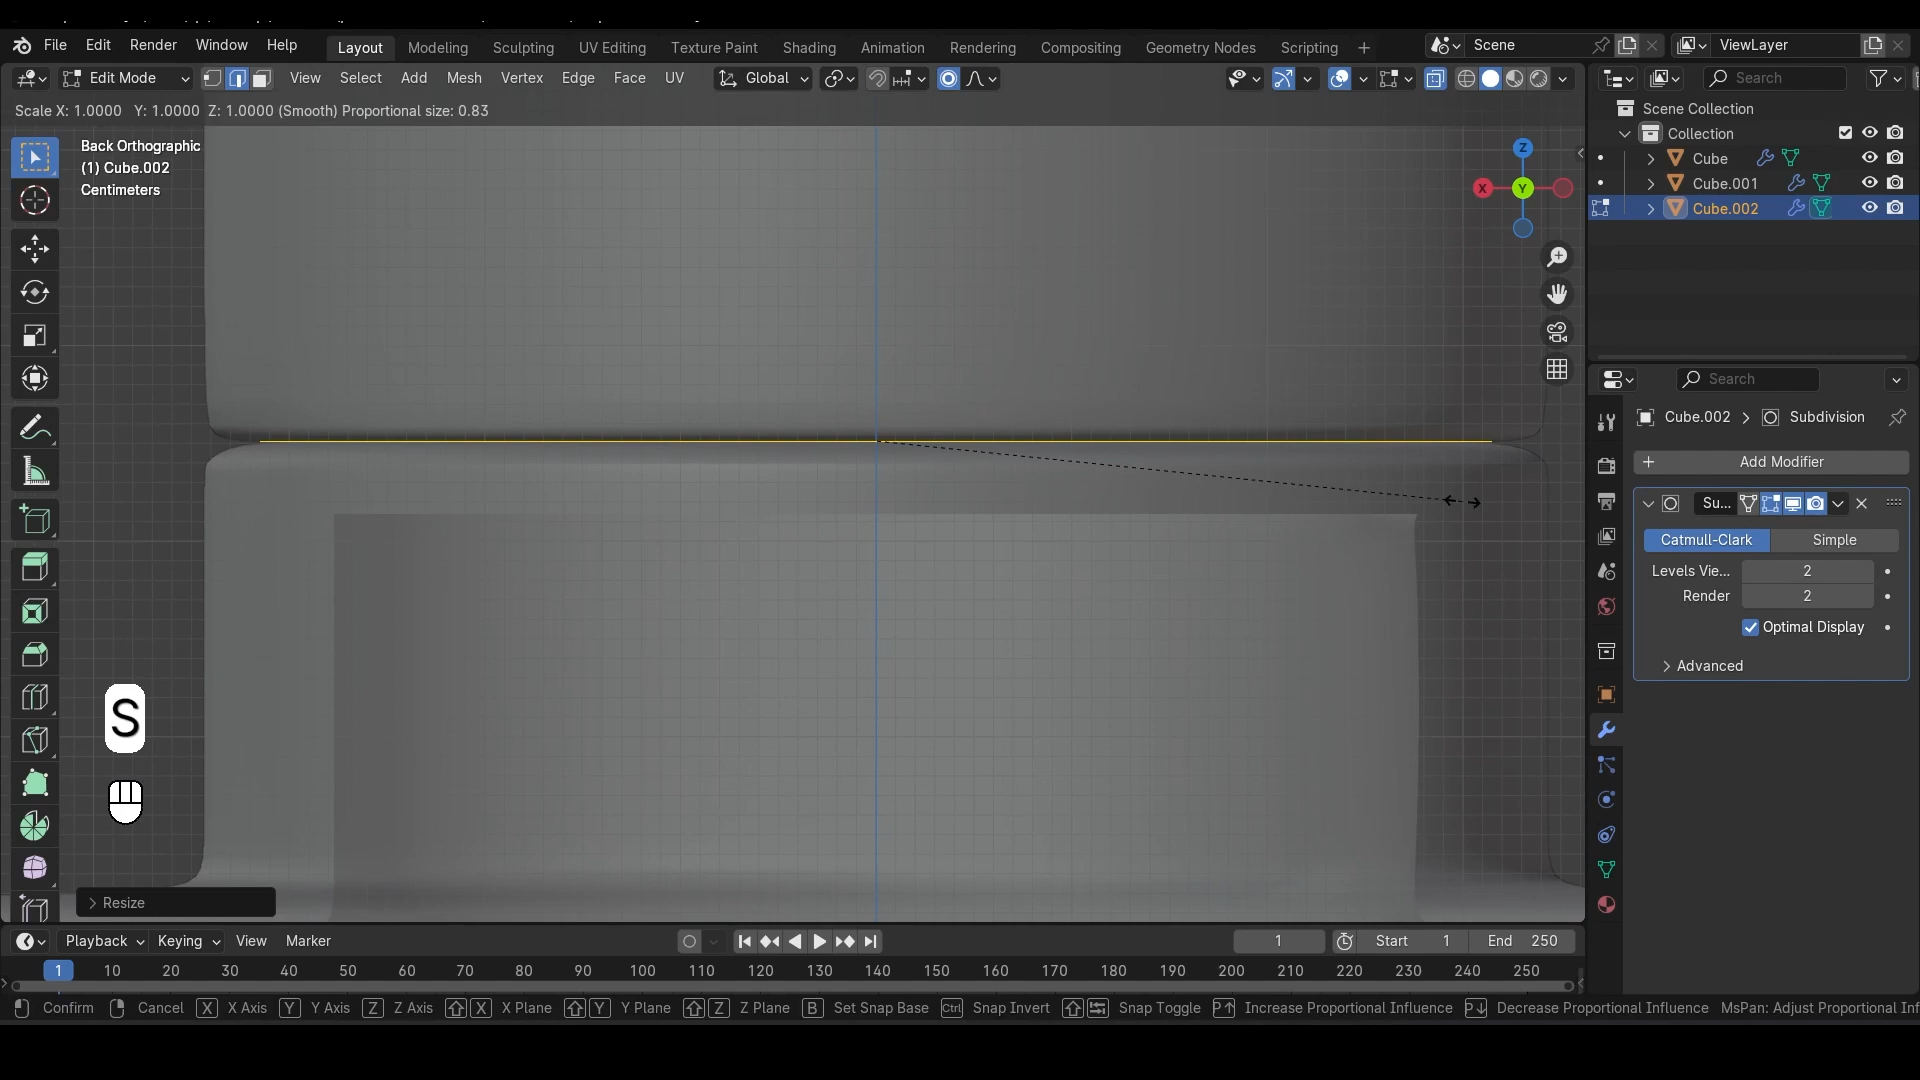 File Edit Render Window Help Layout Modeling Sculpting UV Editing Texture Paint Shading Animation Rendering Compositing Geometry Nodes Scripting + Scene ViewLayer
Edit Mode View Select Add Mesh Vertex Edge Face UV Global Search
Scale X: 1.0000 Y: 1.0000 Z: 1.0000 (Smooth) Proportional size: 0.83
Scene Collection
Collection
Back Orthographic
(1) Cube.002
Centimeters
Z
X
Y
Cube
Cube.001
Cube.002
Search
Cube.002 > Subdivision
+ Add Modifier
Su...
Catmull-Clark Simple
Levels Vie... 2
Render 2
Optimal Display
> Advanced
S
> Resize
Playback Keying View Marker 1 Start 1 End 250
1 10 20 30 40 50 60 70 80 90 100 110 120 130 140 150 160 170 180 190 200 210 220 230 240 250
Confirm Cancel X X Axis Y Y Axis Z Z Axis X X Plane Y Y Plane Z Z Plane B Set Snap Base Ctrl Snap Invert Snap Toggle P↑ Increase Proportional Influence P↓ Decrease Proportional Influence MsPan: Adjust Proportional Inf